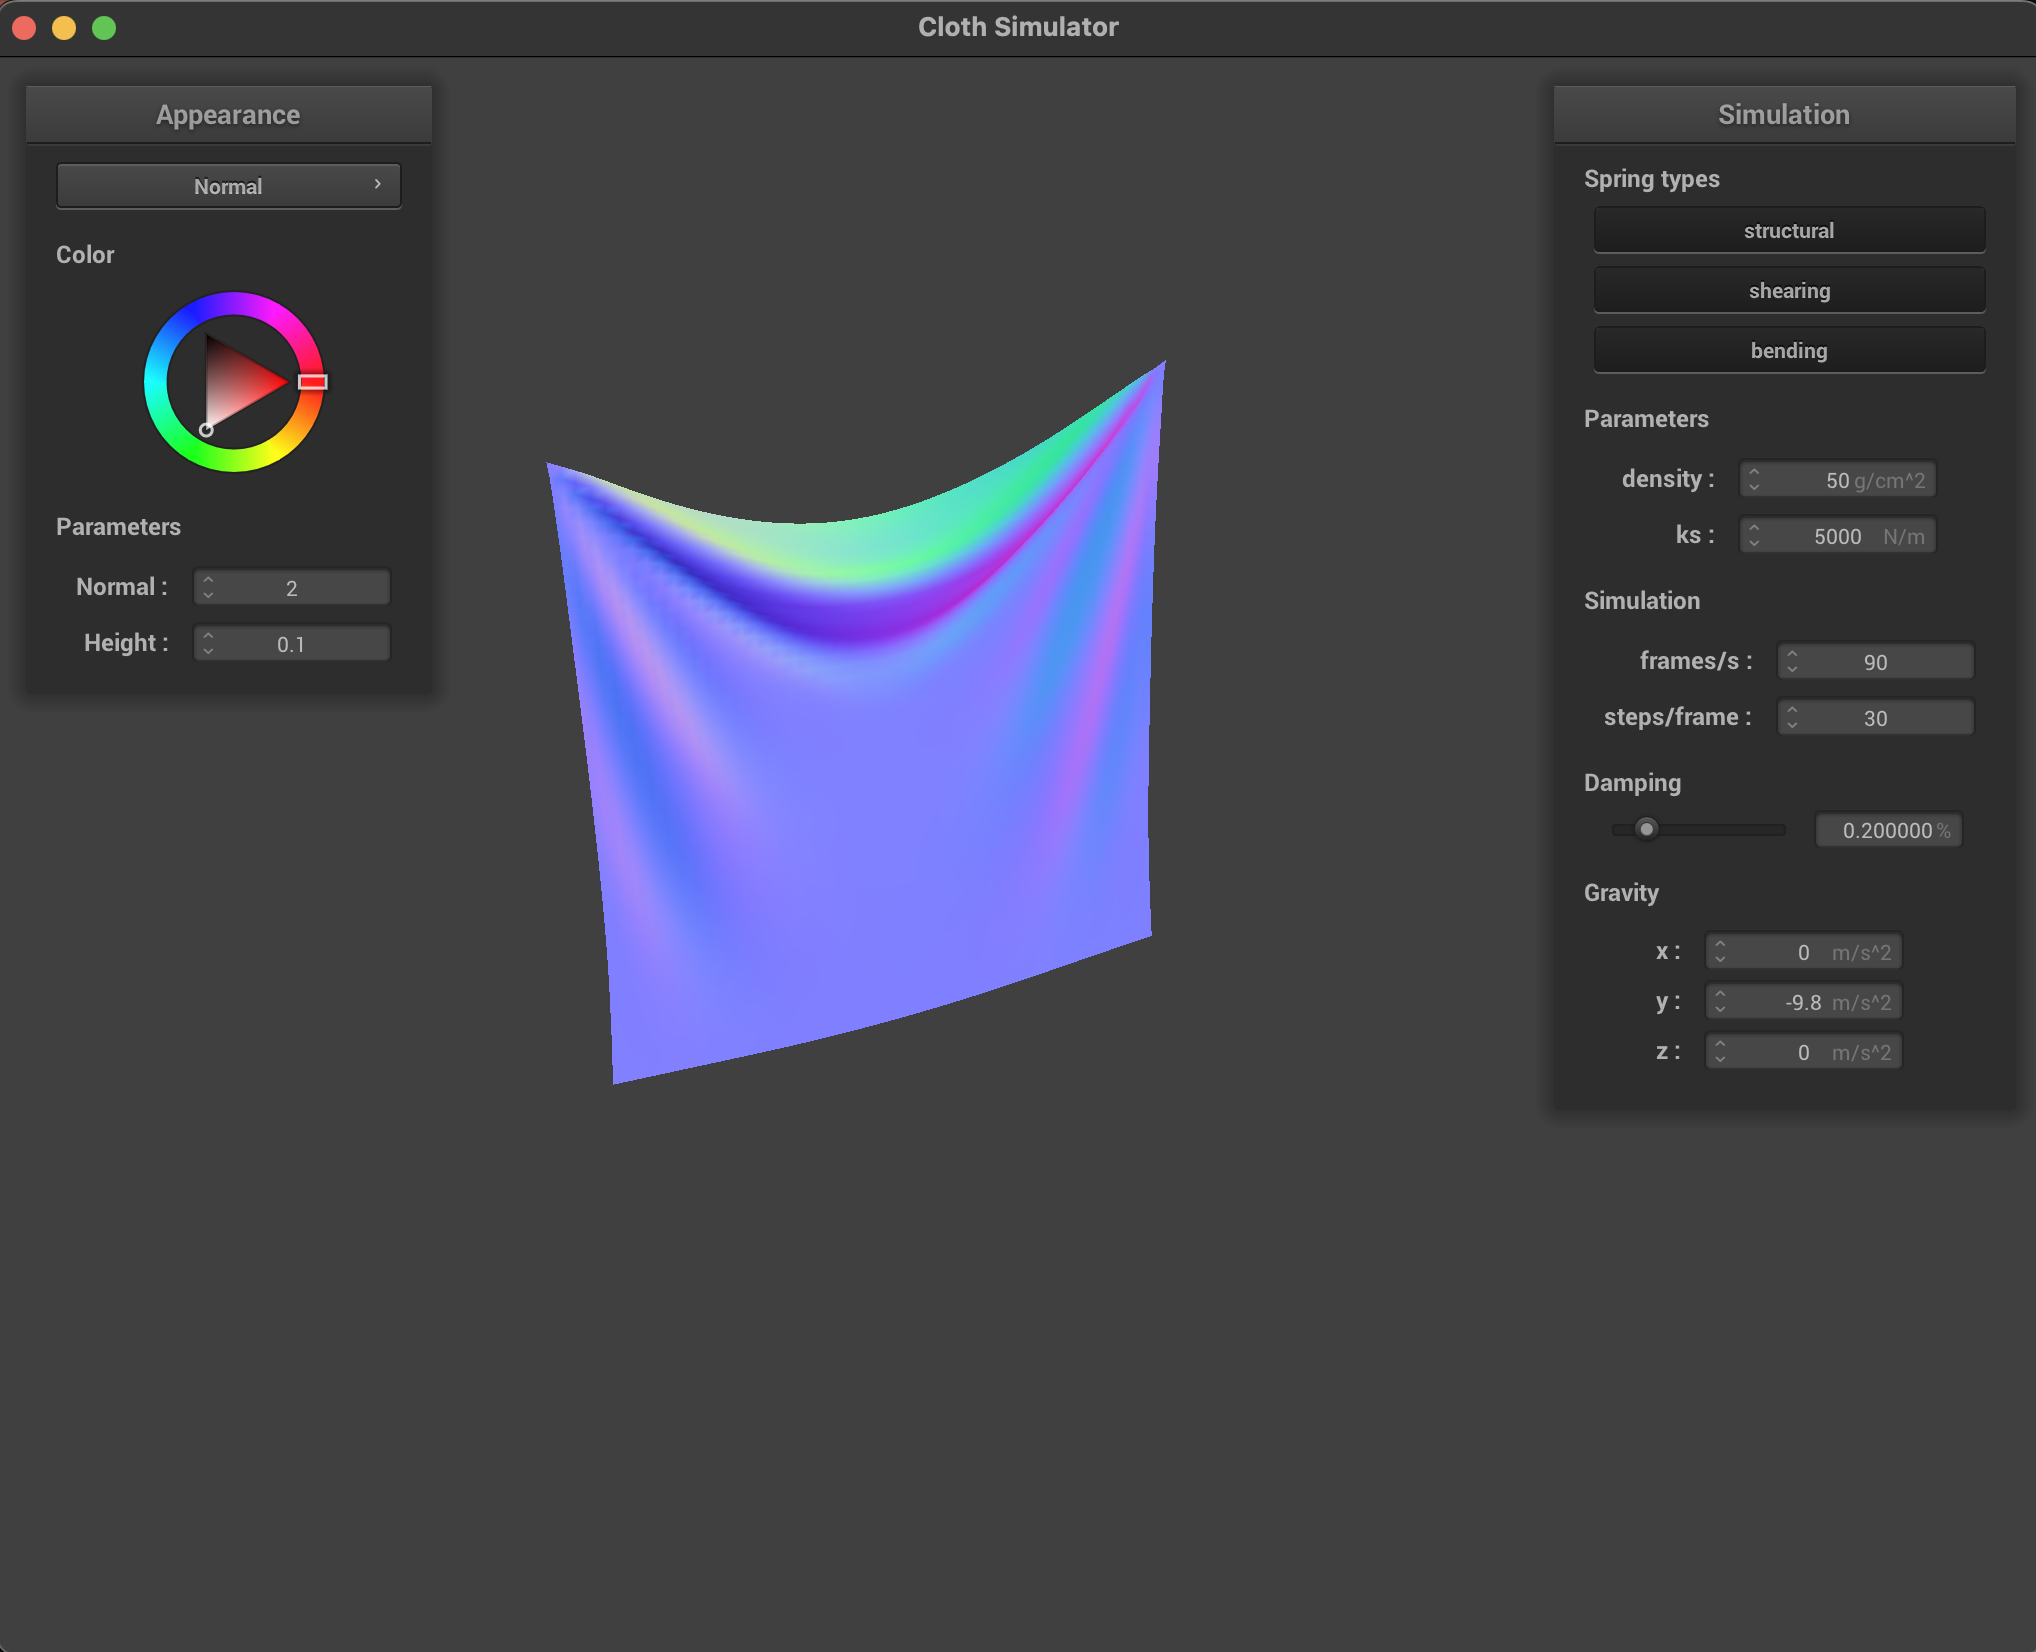 Cloth Simulator
Appearance
Normal
Color
Parameters
Normal : 2
Height : 0.1
Simulation
Spring types
structural
shearing
bending
Parameters
density : 50 g/cm^2
ks : 5000 N/m
Simulation
frames/s : 90
steps/frame : 30
Damping
0.200000 %
Gravity
x : 0 m/s^2
y : -9.8 m/s^2
z : 0 m/s^2